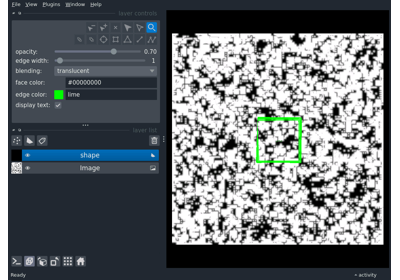 File View Plugins Window Help
layer controls
opacity: 0.70
edge width: 1
blending: translucent
face color: #00000000
edge color: lime
display text:
layer list
shape
Image
Ready
activity